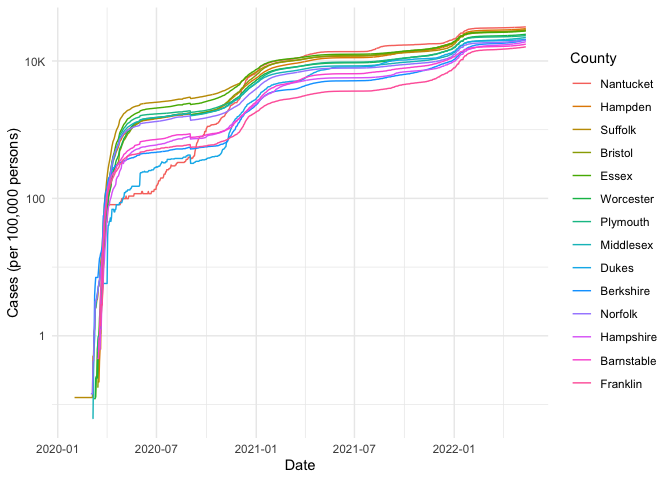 Cases (per 100,000 persons)
10K
100
1
2020-01
2020-07
2021-01
2021-07
2022-01
Date
County
Nantucket
Hampden
Suffolk
Bristol
Essex
Worcester
Plymouth
Middlesex
Dukes
Berkshire
Norfolk
Hampshire
Barnstable
Franklin